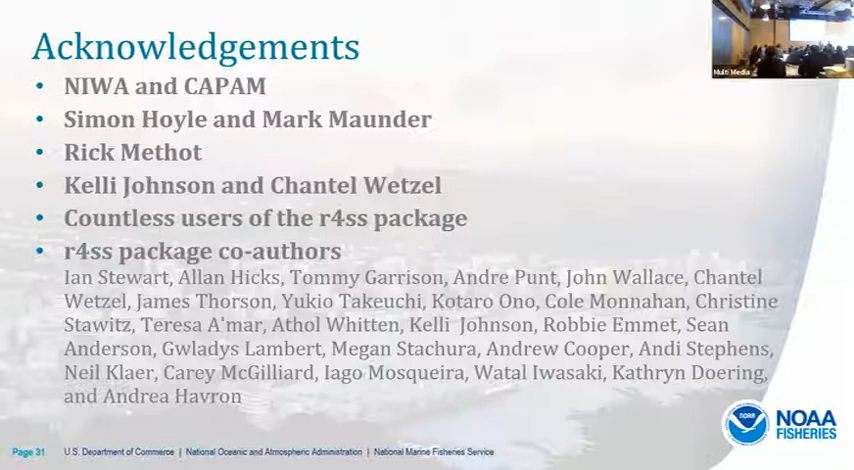 Acknowledgements
• NIWA and CAPAM
• Simon Hoyle and Mark Maunder
• Rick Methot
• Kelli Johnson and Chantel Wetzel
• Countless users of the r4ss package
• r4ss package co-authors
Ian Stewart, Allan Hicks, Tommy Garrison, Andre Punt, John Wallace, Chantel
Wetzel, James Thorson, Yukio Takeuchi, Kotaro Ono, Cole Monnahan, Christine
Stawitz, Teresa A'mar, Athol Whitten, Kelli Johnson, Robbie Emmet, Sean
Anderson, Gwladys Lambert, Megan Stachura, Andrew Cooper, Andi Stephens,
Neil Klaer, Carey McGilliard, Iago Mosqueira, Watal Iwasaki, Kathryn Doering,
and Andrea Havron
Multi Media
NOAA
NOAA
FISHERIES
Page 31 U.S. Department of Commerce | National Oceanic and Atmospheric Administration | National Marine Fisheries Service